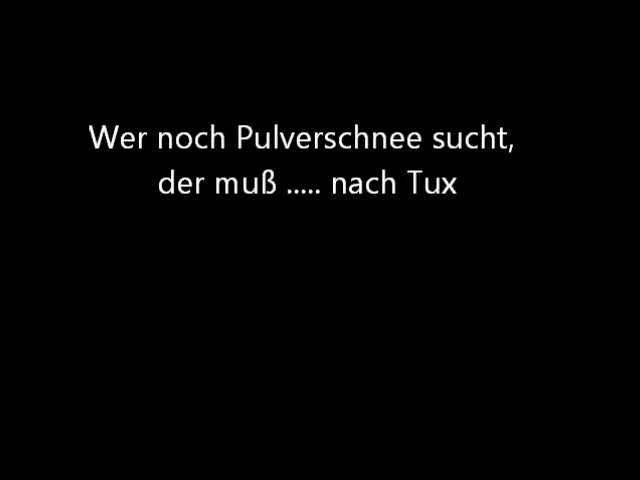 Wer noch Pulverschnee sucht,
der muß ..... nach Tux